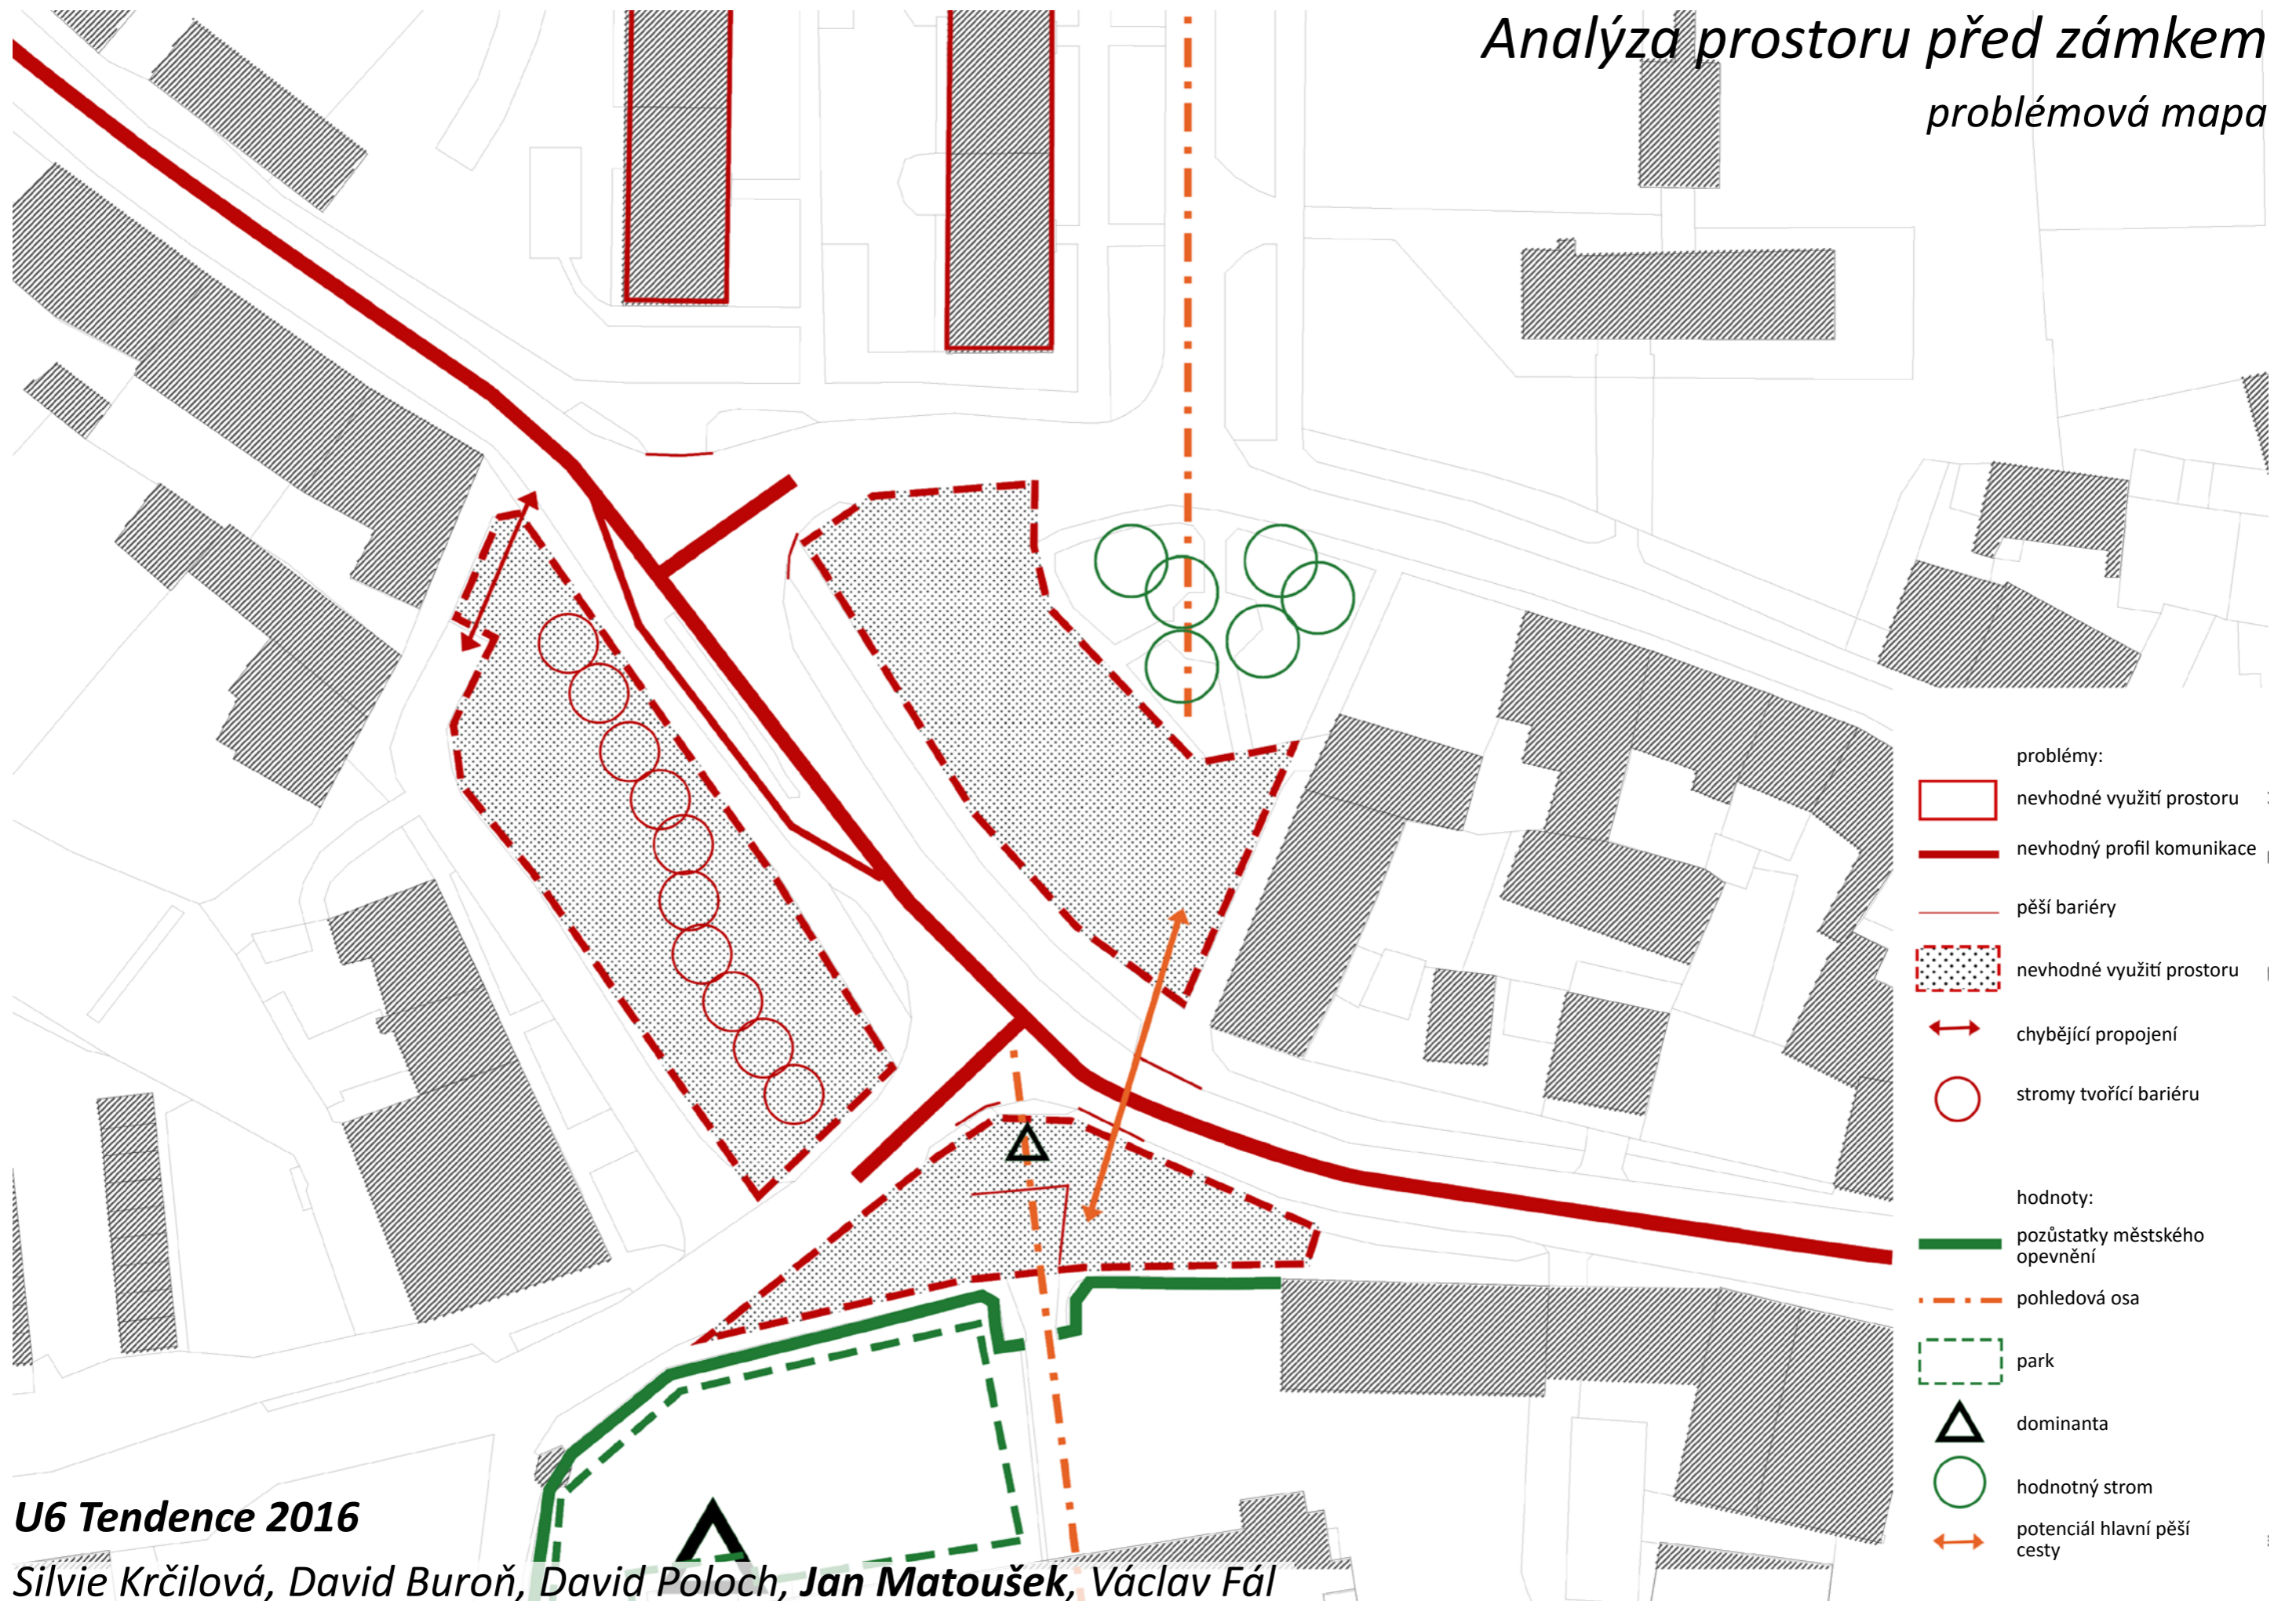 Analýza prostoru před zámkem
problémová mapa
problémy:
nevhodné využití prostoru
nevhodný profil komunikace
pěší bariéry
nevhodné využití prostoru
chybějící propojení
stromy tvořící bariéru
hodnoty:
pozůstatky městského
opevnění
pohledová osa
park
dominanta
hodnotný strom
potenciál hlavní pěší
cesty
U6 Tendence 2016
Silvie Krčilová, David Buroň, David Poloch, Jan Matoušek, Václav Fál